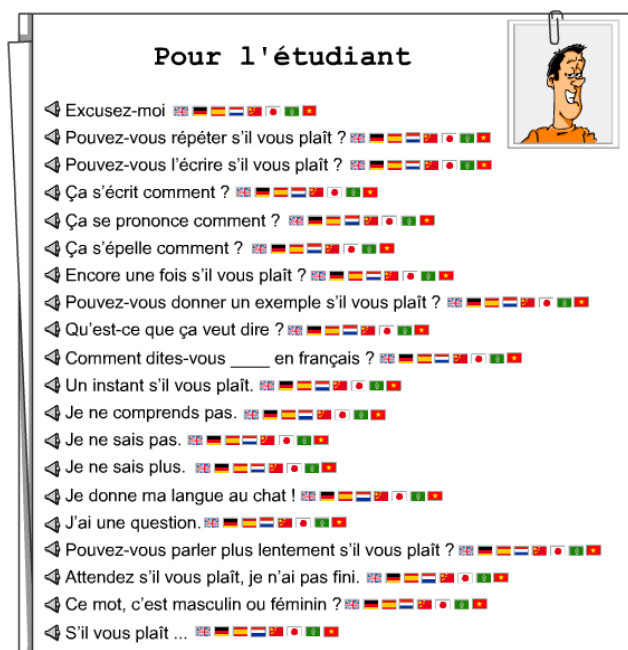 Pour l'étudiant
Excusez-moi
Pouvez-vous répéter s'il vous plaît ?
Pouvez-vous l'écrire s'il vous plaît ?
Ça s'écrit comment ?
Ça se prononce comment ?
Ça s'épelle comment ?
Encore une fois s'il vous plaît ?
Pouvez-vous donner un exemple s'il vous plaît ?
Qu'est-ce que ça veut dire ?
Comment dites-vous ____ en français ?
Un instant s'il vous plaît.
Je ne comprends pas.
Je ne sais pas.
Je ne sais plus.
Je donne ma langue au chat !
J'ai une question.
Pouvez-vous parler plus lentement s'il vous plaît ?
Attendez s'il vous plaît, je n'ai pas fini.
Ce mot, c'est masculin ou féminin ?
S'il vous plaît ...